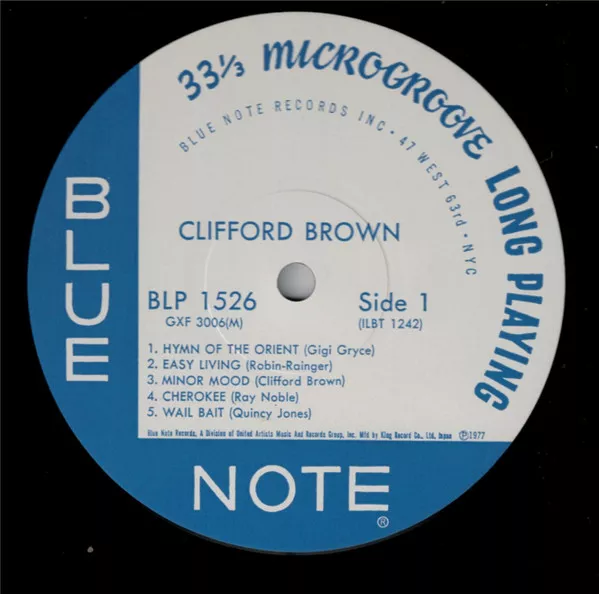 33⅓ MICROGROOVE LONG PLAYING
BLUE NOTE RECORDS INC • 47 WEST 63rd • NYC
CLIFFORD BROWN
BLP 1526
GXF 3006(M)
Side 1
(ILBT 1242)
1. HYMN OF THE ORIENT (Gigi Gryce)
2. EASY LIVING (Robin-Rainger)
3. MINOR MOOD (Clifford Brown)
4. CHEROKEE (Ray Noble)
5. WAIL BAIT (Quincy Jones)
Blue Note Records, A Division of United Artists Music And Records Group, Inc. Mfd by King Record Co., Ltd, Japan ℗1977
BLUE
NOTE®